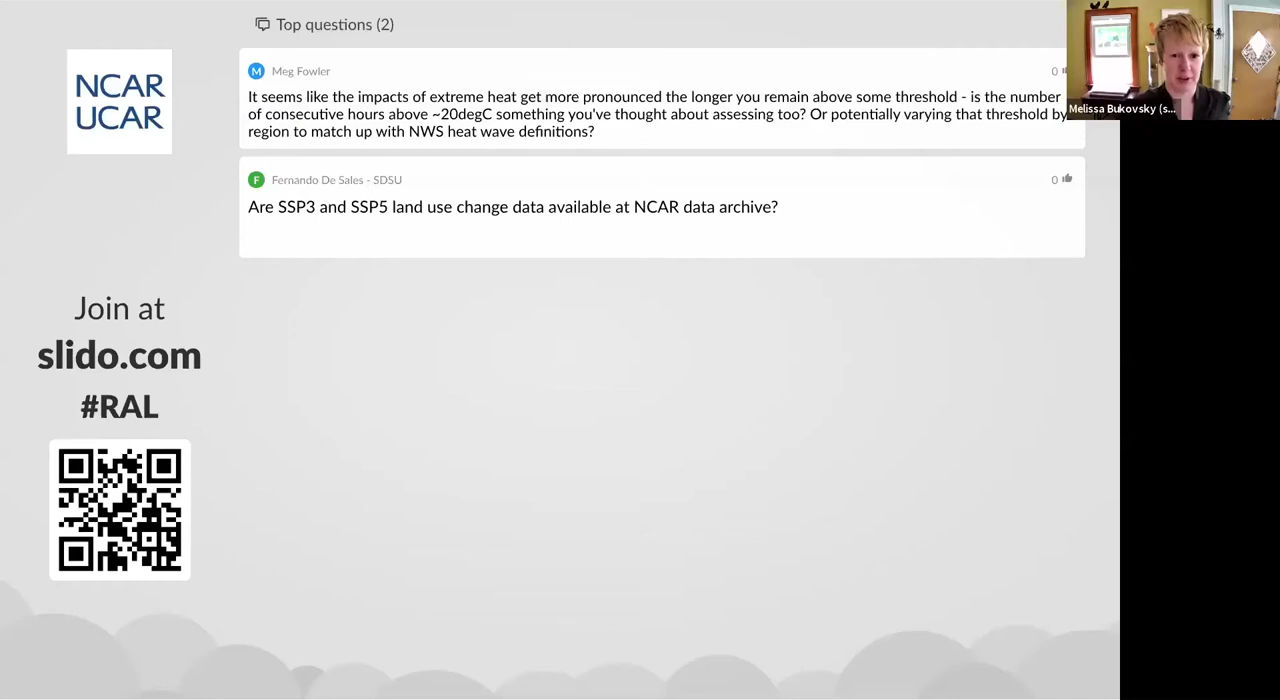 Top questions (2)
NCAR
UCAR
M Meg Fowler
0
It seems like the impacts of extreme heat get more pronounced the longer you remain above some threshold - is the number
of consecutive hours above ~20degC something you've thought about assessing too? Or potentially varying that threshold by
region to match up with NWS heat wave definitions?
Melissa Bukovsky (s...
F Fernando De Sales - SDSU
0
Are SSP3 and SSP5 land use change data available at NCAR data archive?
Join at
slido.com
#RAL